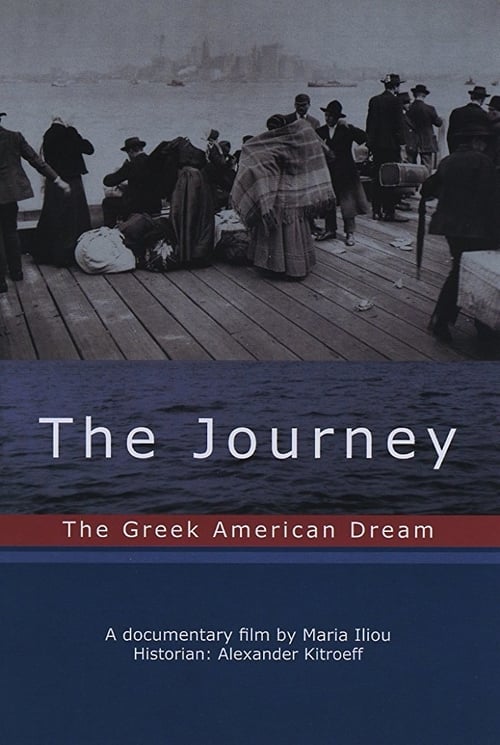 The Journey
The Greek American Dream
A documentary film by Maria Iliou
Historian: Alexander Kitroeff